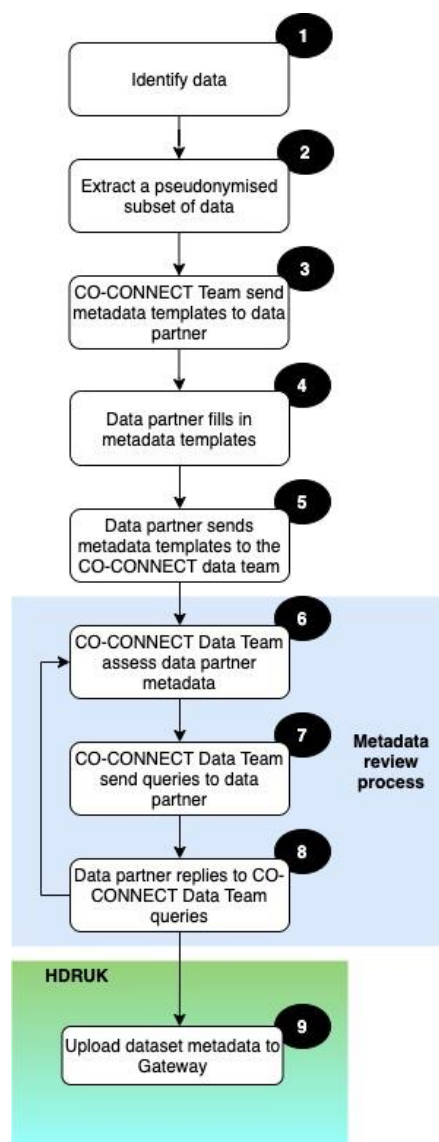 1
Identify data
2
Extract a pseudonymised
subset of data
3
CO-CONNECT Team send
metadata templates to data
partner
4
Data partner fills in
metadata templates
5
Data partner sends
metadata templates to the
CO-CONNECT data team
6
CO-CONNECT Data Team
assess data partner
metadata
7
CO-CONNECT Data Team
send queries to data
partner
Metadata
review
process
8
Data partner replies to CO-
CONNECT Data Team
queries
HDRUK
9
Upload dataset metadata to
Gateway